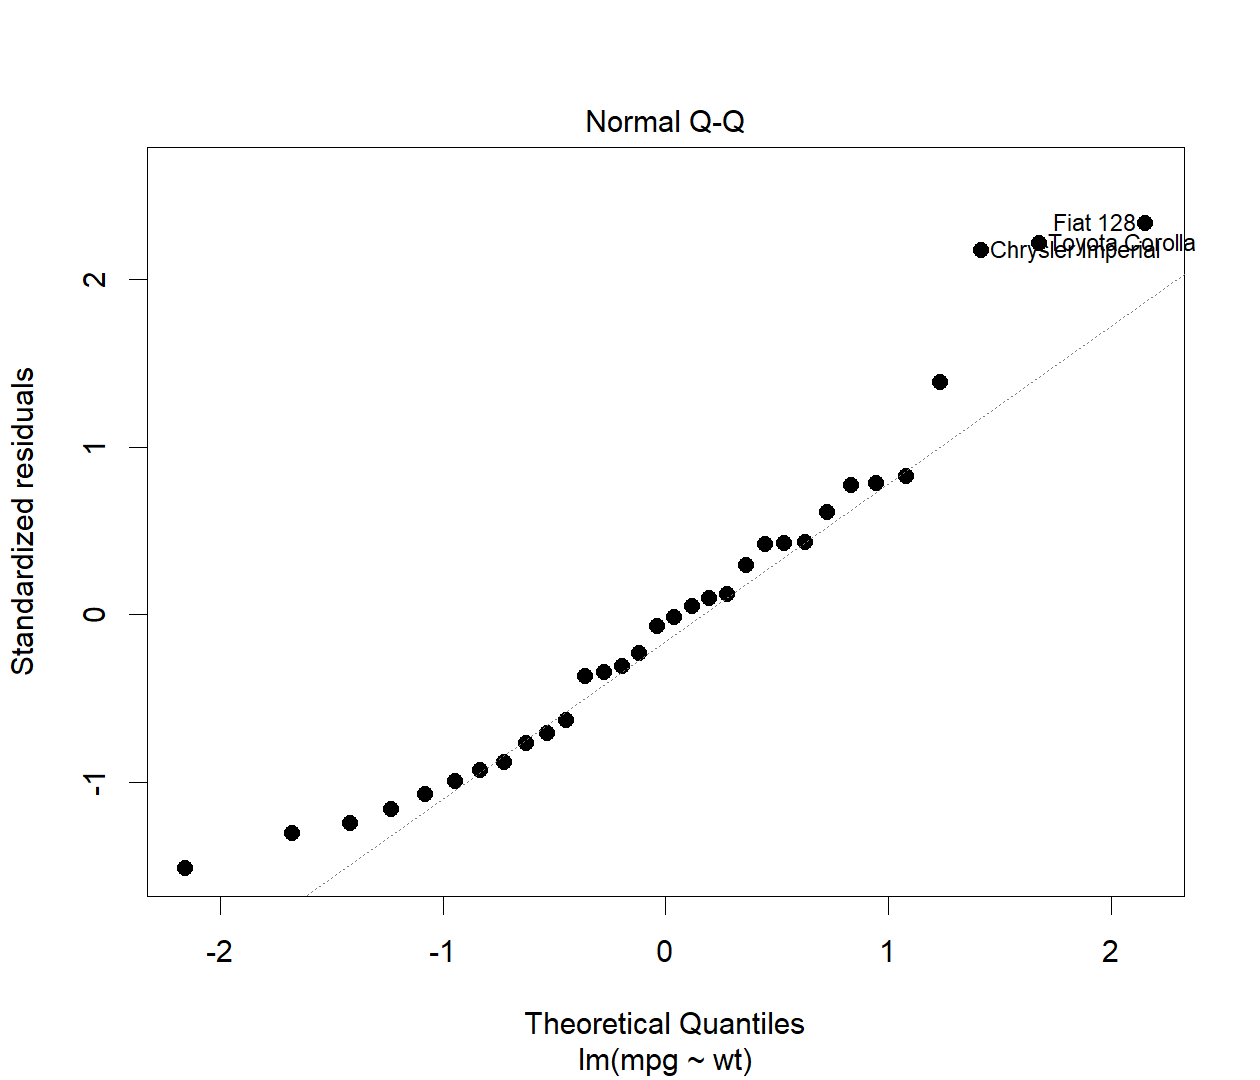 Normal Q-Q
Fiat 128
Toyota Corolla
Chrysler Imperial
Standardized residuals
2
1
0
-1
-2
-1
0
1
2
Theoretical Quantiles
lm(mpg ~ wt)